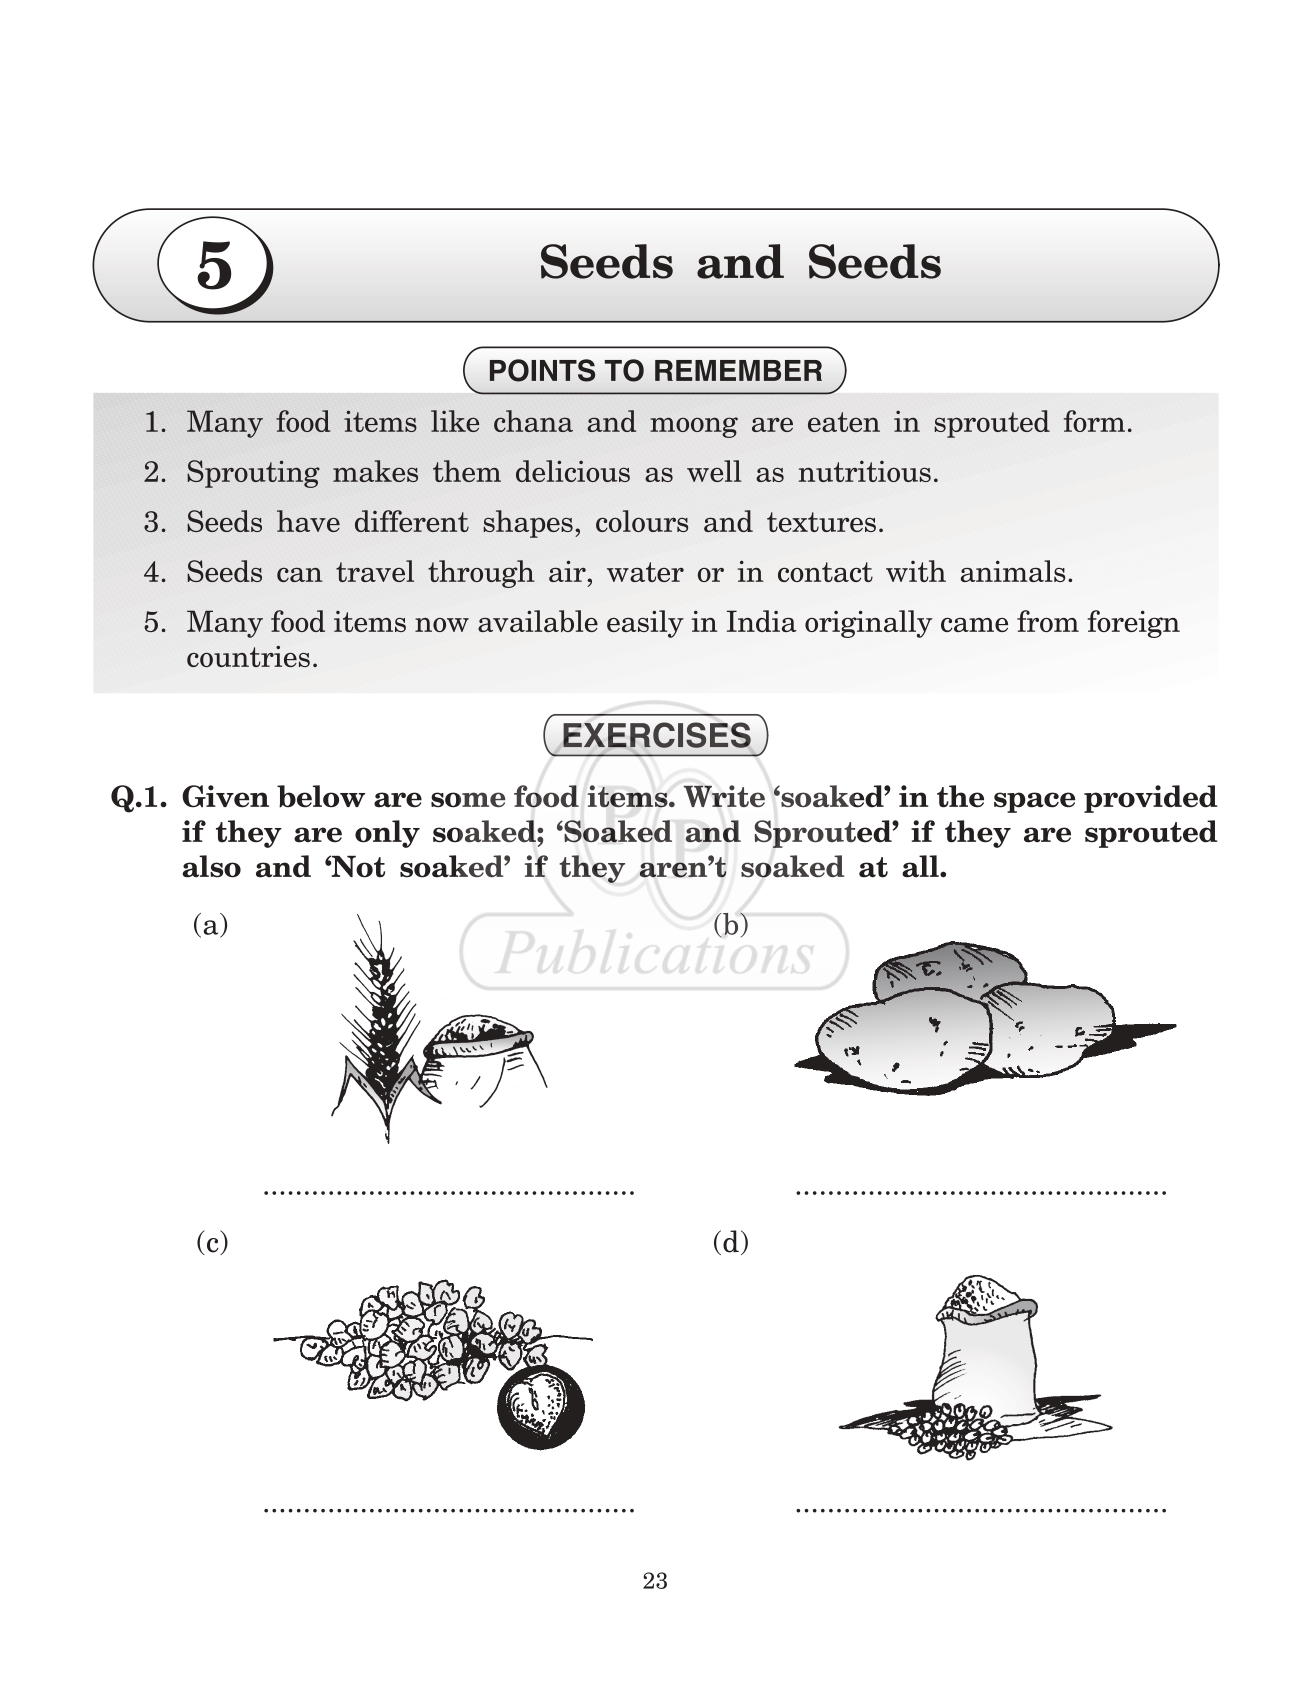 5
Seeds and Seeds
POINTS TO REMEMBER
1. Many food items like chana and moong are eaten in sprouted form.
2. Sprouting makes them delicious as well as nutritious.
3. Seeds have different shapes, colours and textures.
4. Seeds can travel through air, water or in contact with animals.
5. Many food items now available easily in India originally came from foreign
countries.
EXERCISES
Q.1. Given below are some food items. Write ‘soaked’ in the space provided
if they are only soaked; ‘Soaked and Sprouted’ if they are sprouted
also and ‘Not soaked’ if they aren’t soaked at all.
PP
Publications
(a)
(b)
..............................................
..............................................
(c)
(d)
..............................................
..............................................
23